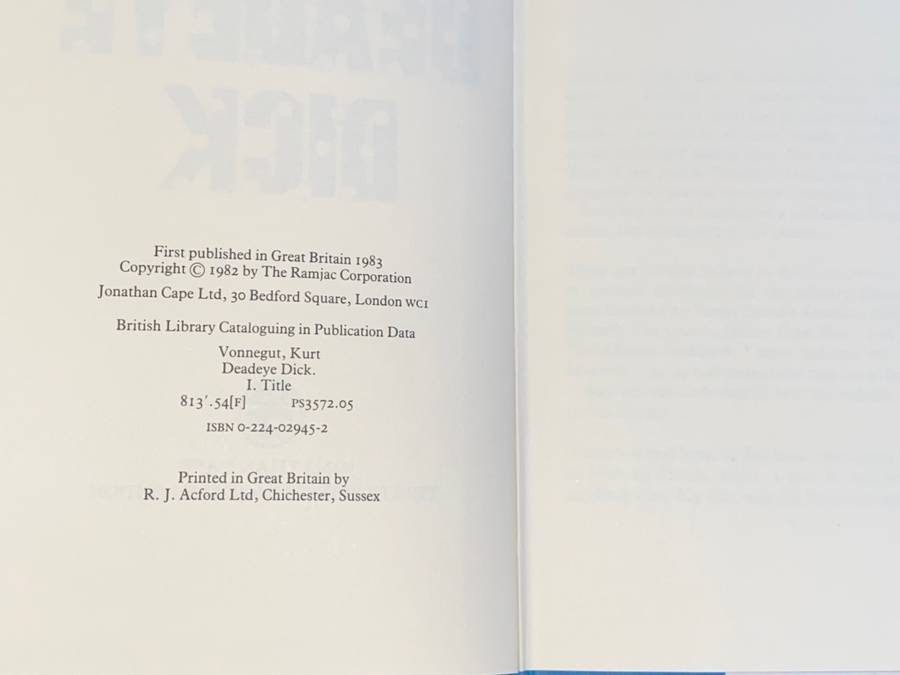 First published in Great Britain 1983
Copyright © 1982 by The Ramjac Corporation
Jonathan Cape Ltd, 30 Bedford Square, London WC1
British Library Cataloguing in Publication Data
Vonnegut, Kurt
Deadeye Dick.
I. Title
813'.54[F] PS3572.05
ISBN 0-224-02945-2
Printed in Great Britain by
R. J. Acford Ltd, Chichester, Sussex